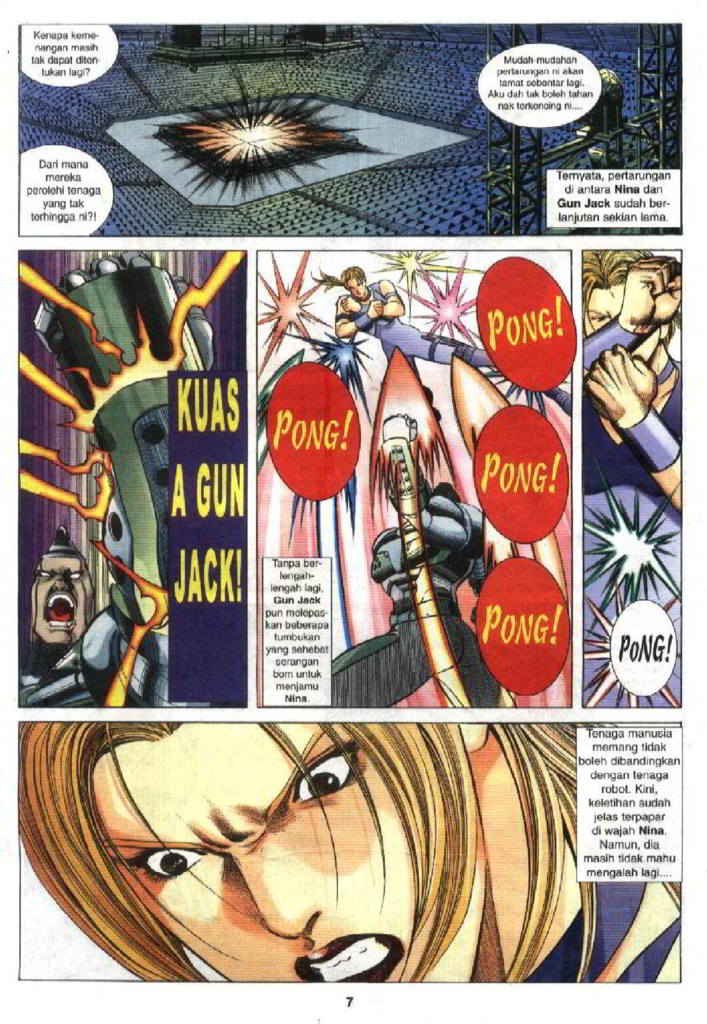 Kenapa keme-
nangan masih
tak dapat diten-
tukan lagi?
Mudah-mudahan
pertarungan ni akan
tamat sebentar lagi.
Aku dah tak boleh tahan
nak terkencing ni....
Dari mana
mereka
perolehi tenaga
yang tak
terhingga ni?!
Ternyata, pertarungan
di antara Nina dan
Gun Jack sudah ber-
lanjutan sekian lama.
KUAS
A GUN
JACK!
PONG!
PONG!
PONG!
PONG!
Tanpa ber-
lengah-
lengah lagi,
Gun Jack
pun melepas-
kan beberapa
tumbukan
yang sehebat
serangan
bom untuk
menjamu
Nina.
PONG!
Tenaga manusia
memang tidak
boleh dibandingkan
dengan tenaga
robot. Kini,
keletihan sudah
jelas terpapar
di wajah Nina.
Namun, dia
masih tidak mahu
mengalah lagi....
7